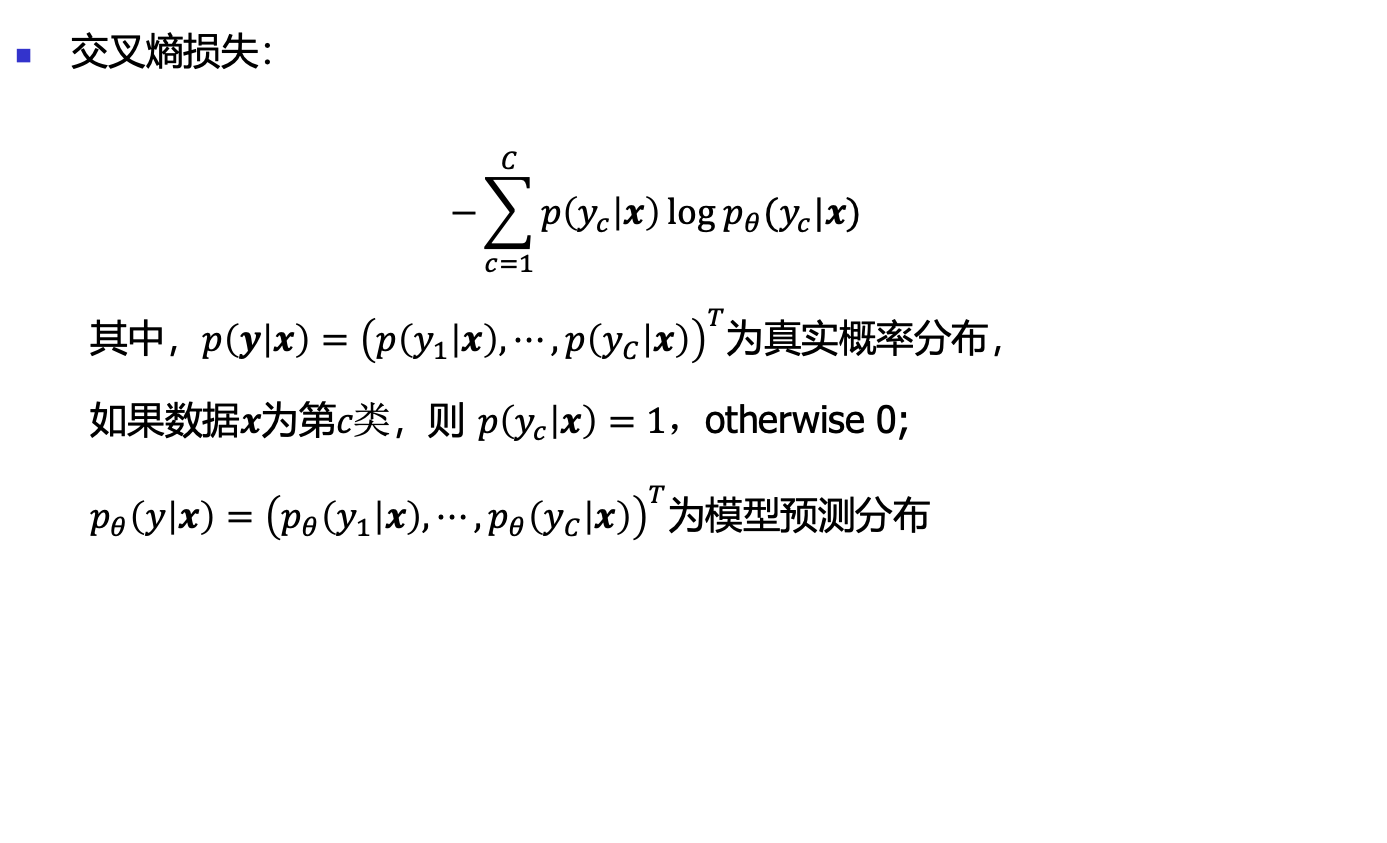 ■ 交叉熵损失：
$-\sum_{c=1}^{C} p(y_c|\boldsymbol{x}) \log p_\theta(y_c|\boldsymbol{x})$
其中，$p(\boldsymbol{y}|\boldsymbol{x}) = \left(p(y_1|\boldsymbol{x}), \cdots, p(y_C|\boldsymbol{x})\right)^T$为真实概率分布，
如果数据$\boldsymbol{x}$为第$c$类，则 $p(y_c|\boldsymbol{x}) = 1$，otherwise 0;
$p_\theta(y|\boldsymbol{x}) = \left(p_\theta(y_1|\boldsymbol{x}), \cdots, p_\theta(y_C|\boldsymbol{x})\right)^T$为模型预测分布